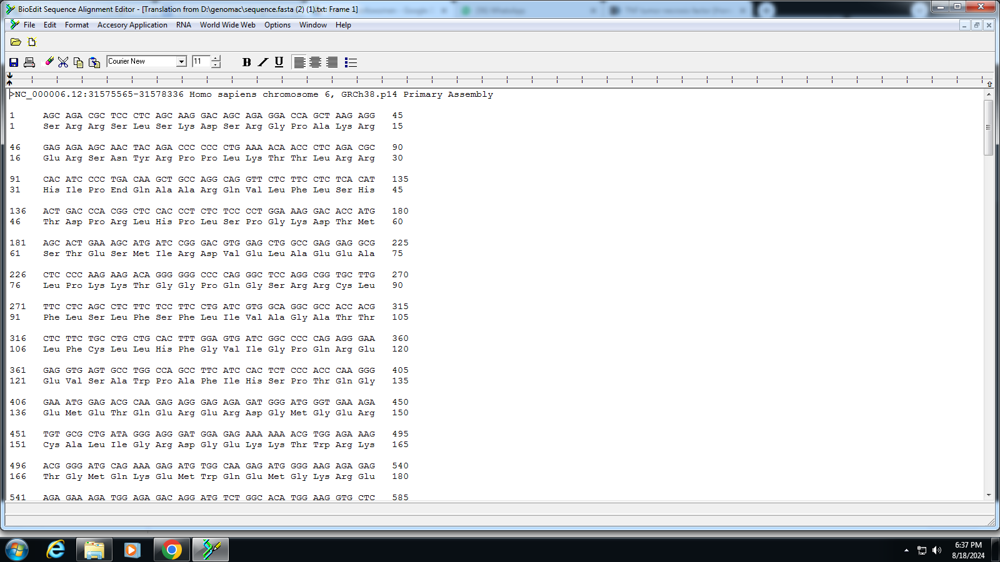 BioEdit Sequence Alignment Editor - [Translation from D:\genomac\sequence.fasta (2) (1).txt: Frame 1]
File Edit Format Accesory Application RNA World Wide Web Options Window Help
Courier New 11 B I U
>NC_000006.12:31575565-31578336 Homo sapiens chromosome 6, GRCh38.p14 Primary Assembly
1 AGC AGA CGC TCC CTC AGC AAG GAC AGC AGA GGA CCA GCT AAG AGG 45
1 Ser Arg Arg Ser Leu Ser Lys Asp Ser Arg Gly Pro Ala Lys Arg 15
46 GAG AGA AGC AAC TAC AGA CCC CCC CTG AAA ACA ACC CTC AGA CGC 90
16 Glu Arg Ser Asn Tyr Arg Pro Pro Leu Lys Thr Thr Leu Arg Arg 30
91 CAC ATC CCC TGA CAA GCT GCC AGG CAG GTT CTC TTC CTC TCA CAT 135
31 His Ile Pro End Gln Ala Ala Arg Gln Val Leu Phe Leu Ser His 45
136 ACT GAC CCA CGG CTC CAC CCT CTC TCC CCT GGA AAG GAC ACC ATG 180
46 Thr Asp Pro Arg Leu His Pro Leu Ser Pro Gly Lys Asp Thr Met 60
181 AGC ACT GAA AGC ATG ATC CGG GAC GTG GAG CTG GCC GAG GAG GCG 225
61 Ser Thr Glu Ser Met Ile Arg Asp Val Glu Leu Ala Glu Glu Ala 75
226 CTC CCC AAG AAG ACA GGG GGG CCC CAG GGC TCC AGG CGG TGC TTG 270
76 Leu Pro Lys Lys Thr Gly Gly Pro Gln Gly Ser Arg Arg Cys Leu 90
271 TTC CTC AGC CTC TTC TCC TTC CTG ATC GTG GCA GGC GCC ACC ACG 315
91 Phe Leu Ser Leu Phe Ser Phe Leu Ile Val Ala Gly Ala Thr Thr 105
316 CTC TTC TGC CTG CTG CAC TTT GGA GTG ATC GGC CCC CAG AGG GAA 360
106 Leu Phe Cys Leu Leu His Phe Gly Val Ile Gly Pro Gln Arg Glu 120
361 GAG GTG AGT GCC TGG CCA GCC TTC ATC CAC TCT CCC ACC CAA GGG 405
121 Glu Val Ser Ala Trp Pro Ala Phe Ile His Ser Pro Thr Gln Gly 135
406 GAA ATG GAG ACG CAA GAG AGG GAG AGA GAT GGG ATG GGT GAA AGA 450
136 Glu Met Glu Thr Gln Glu Arg Glu Arg Asp Gly Met Gly Glu Arg 150
451 TGT GCG CTG ATA GGG AGG GAT GGA GAG AAA AAA ACG TGG AGA AAG 495
151 Cys Ala Leu Ile Gly Arg Asp Gly Glu Lys Lys Thr Trp Arg Lys 165
496 ACG GGG ATG CAG AAA GAG ATG TGG CAA GAG ATG GGG AAG AGA GAG 540
166 Thr Gly Met Gln Lys Glu Met Trp Gln Glu Met Gly Lys Arg Glu 180
541 AGA GAA AGA TGG AGA GAC AGG ATG TCT GGC ACA TGG AAG GTG CTC 585
6:37 PM
8/18/2024